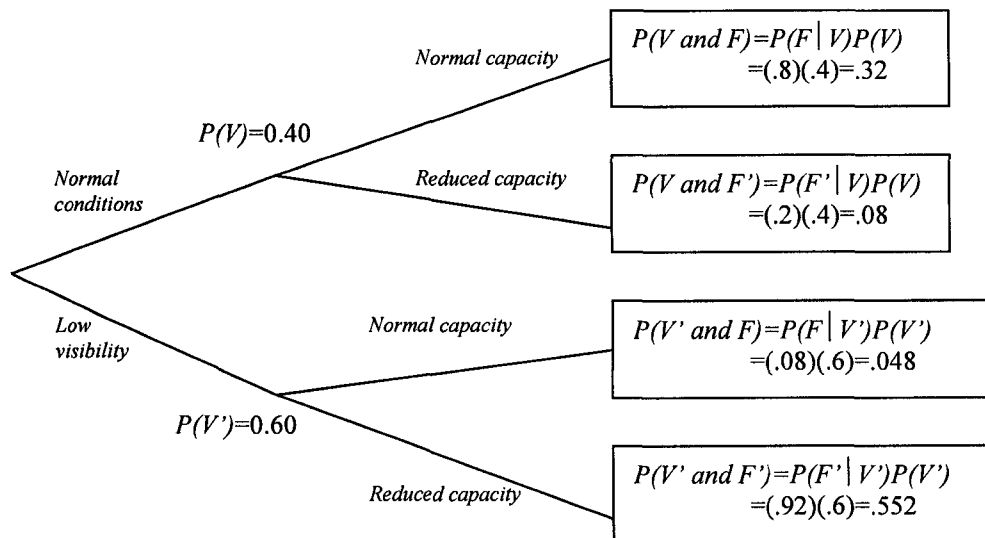 Normal capacity
P(V and F)=P(F | V)P(V)
=(.8)(.4)=.32
P(V)=0.40
Normal
conditions
Reduced capacity
P(V and F')=P(F' | V)P(V)
=(.2)(.4)=.08
Low
visibility
Normal capacity
P(V' and F)=P(F | V')P(V')
=(.08)(.6)=.048
P(V')=0.60
Reduced capacity
P(V' and F')=P(F' | V')P(V')
=(.92)(.6)=.552